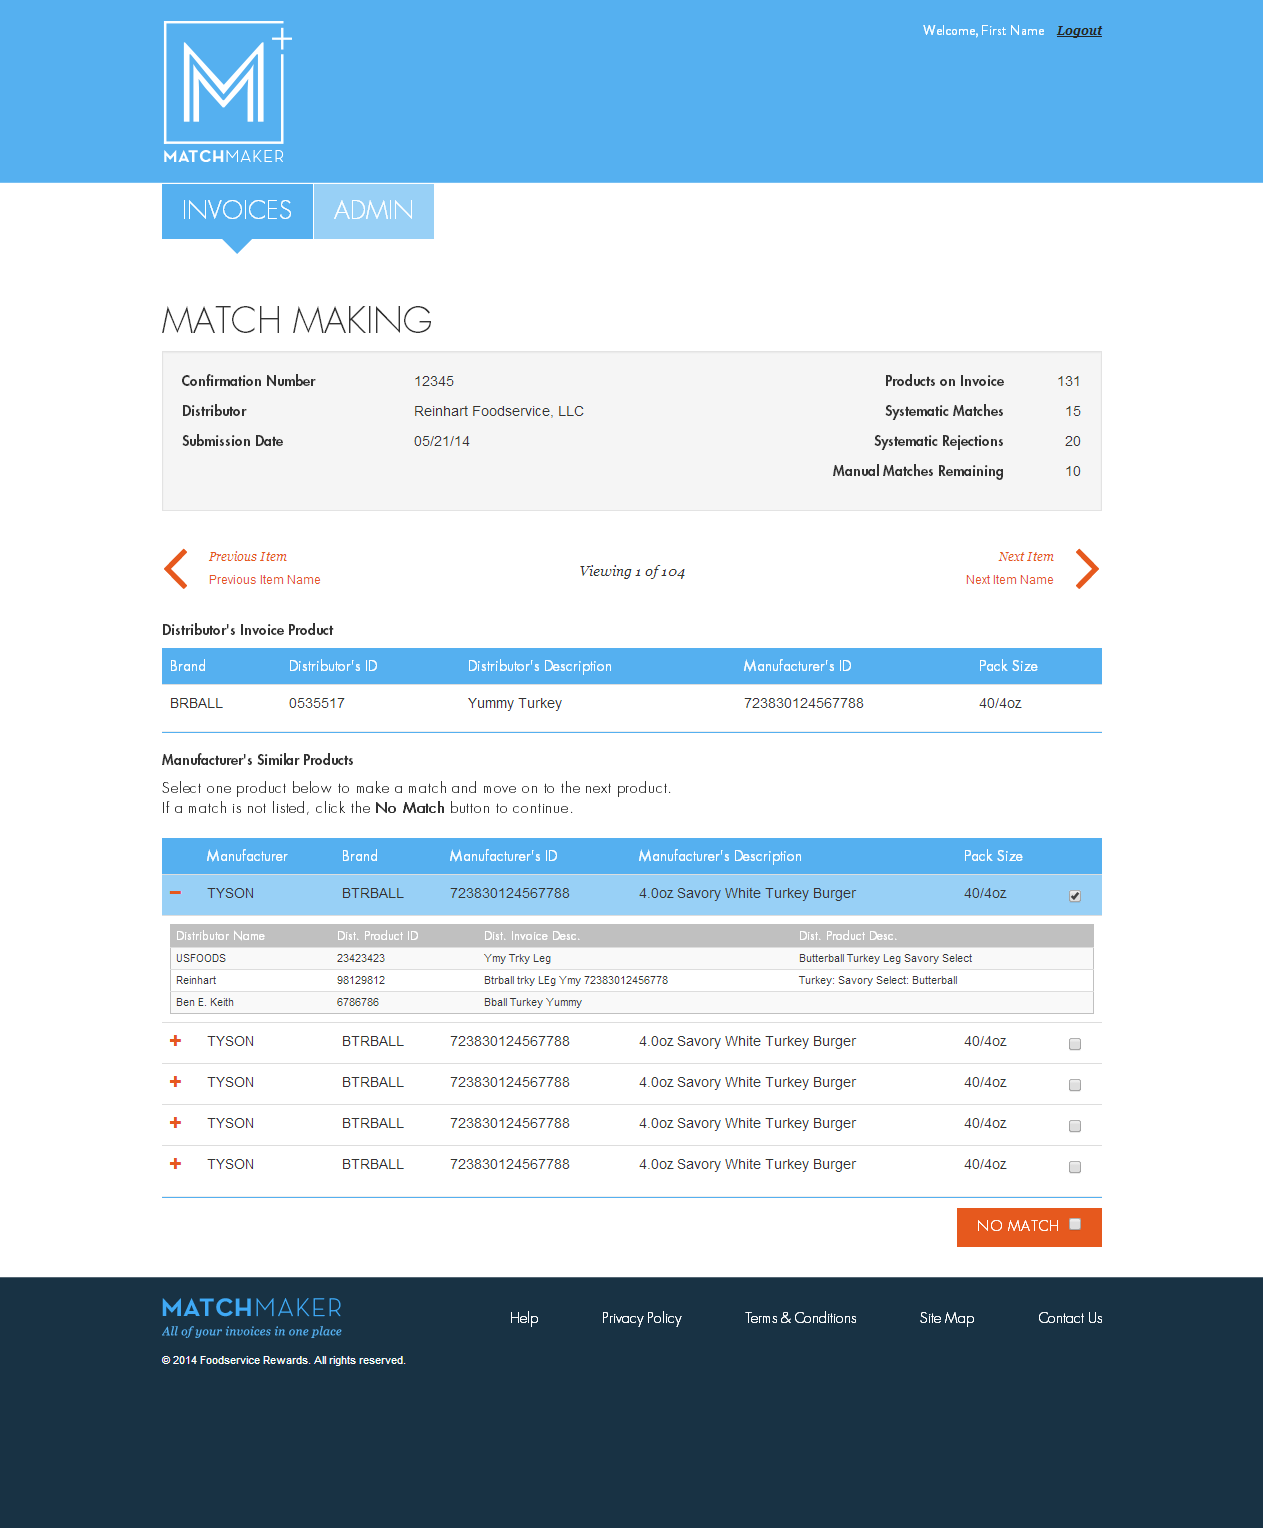 Welcome, First Name Logout
M
MATCHMAKER
INVOICES ADMIN
MATCH MAKING
Confirmation Number 12345 Products on Invoice 131
Distributor Reinhart Foodservice, LLC Systematic Matches 15
Submission Date 05/21/14 Systematic Rejections 20
Manual Matches Remaining 10
Previous Item Next Item
Viewing 1 of 104
Previous Item Name Next Item Name
Distributor's Invoice Product
Brand Distributor's ID Distributor's Description Manufacturer's ID Pack Size
BRBALL 0535517 Yummy Turkey 723830124567788 40/4oz
Manufacturer's Similar Products
Select one product below to make a match and move on to the next product.
If a match is not listed, click the No Match button to continue.
Manufacturer Brand Manufacturer's ID Manufacturer's Description Pack Size
TYSON BTRBALL 723830124567788 4.0oz Savory White Turkey Burger 40/4oz
Distributor Name Dist. Product ID Dist. Invoice Desc. Dist. Product Desc.
USFOODS 23423423 Ymy Trky Leg Butterball Turkey Leg Savory Select
Reinhart 98129812 Btrball trky LEg Ymy 72383012456778 Turkey: Savory Select: Butterball
Ben E. Keith 6786786 Bball Turkey Yummy
TYSON BTRBALL 723830124567788 4.0oz Savory White Turkey Burger 40/4oz
TYSON BTRBALL 723830124567788 4.0oz Savory White Turkey Burger 40/4oz
TYSON BTRBALL 723830124567788 4.0oz Savory White Turkey Burger 40/4oz
TYSON BTRBALL 723830124567788 4.0oz Savory White Turkey Burger 40/4oz
NO MATCH
MATCHMAKER
All of your invoices in one place
Help Privacy Policy Terms & Conditions Site Map Contact Us
© 2014 Foodservice Rewards. All rights reserved.